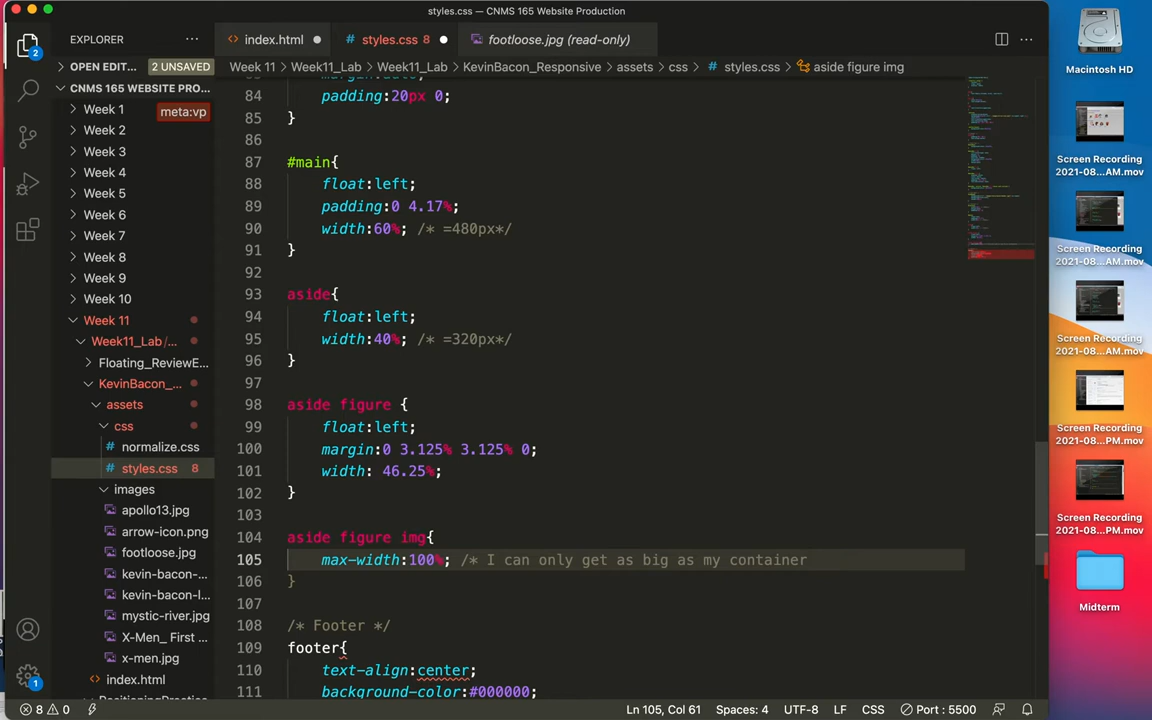 styles.css — CNMS 165 Website Production
EXPLORER
index.html
styles.css 8
footloose.jpg (read-only)
OPEN EDIT...
2 UNSAVED
CNMS 165 WEBSITE PRO...
Week 1
meta:vp
Week 2
Week 3
Week 4
Week 5
Week 6
Week 7
Week 8
Week 9
Week 10
Week 11
Week11_Lab/...
Floating_ReviewE...
KevinBacon_...
assets
css
# normalize.css
# styles.css 8
images
apollo13.jpg
arrow-icon.png
footloose.jpg
kevin-bacon-...
kevin-bacon-l...
mystic-river.jpg
X-Men_ First ...
x-men.jpg
index.html
2
1
Week 11 > Week11_Lab > Week11_Lab > KevinBacon_Responsive > assets > css > # styles.css > aside figure img
84 padding:20px 0;
85 }
86
87 #main{
88 float:left;
89 padding:0 4.17%;
90 width:60%; /* =480px*/
91 }
92
93 aside{
94 float:left;
95 width:40%; /* =320px*/
96 }
97
98 aside figure {
99 float:left;
100 margin:0 3.125% 3.125% 0;
101 width: 46.25%;
102 }
103
104 aside figure img{
105 max-width:100%; /* I can only get as big as my container
106 }
107
108 /* Footer */
109 footer{
110 text-align:center;
111 background-color:#000000;
8 0
Ln 105, Col 61
Spaces: 4
UTF-8
LF
CSS
Port : 5500
Macintosh HD
Screen Recording
2021-08...AM.mov
Screen Recording
2021-08...AM.mov
Screen Recording
2021-08...AM.mov
Screen Recording
2021-08...PM.mov
Screen Recording
2021-08...PM.mov
Midterm